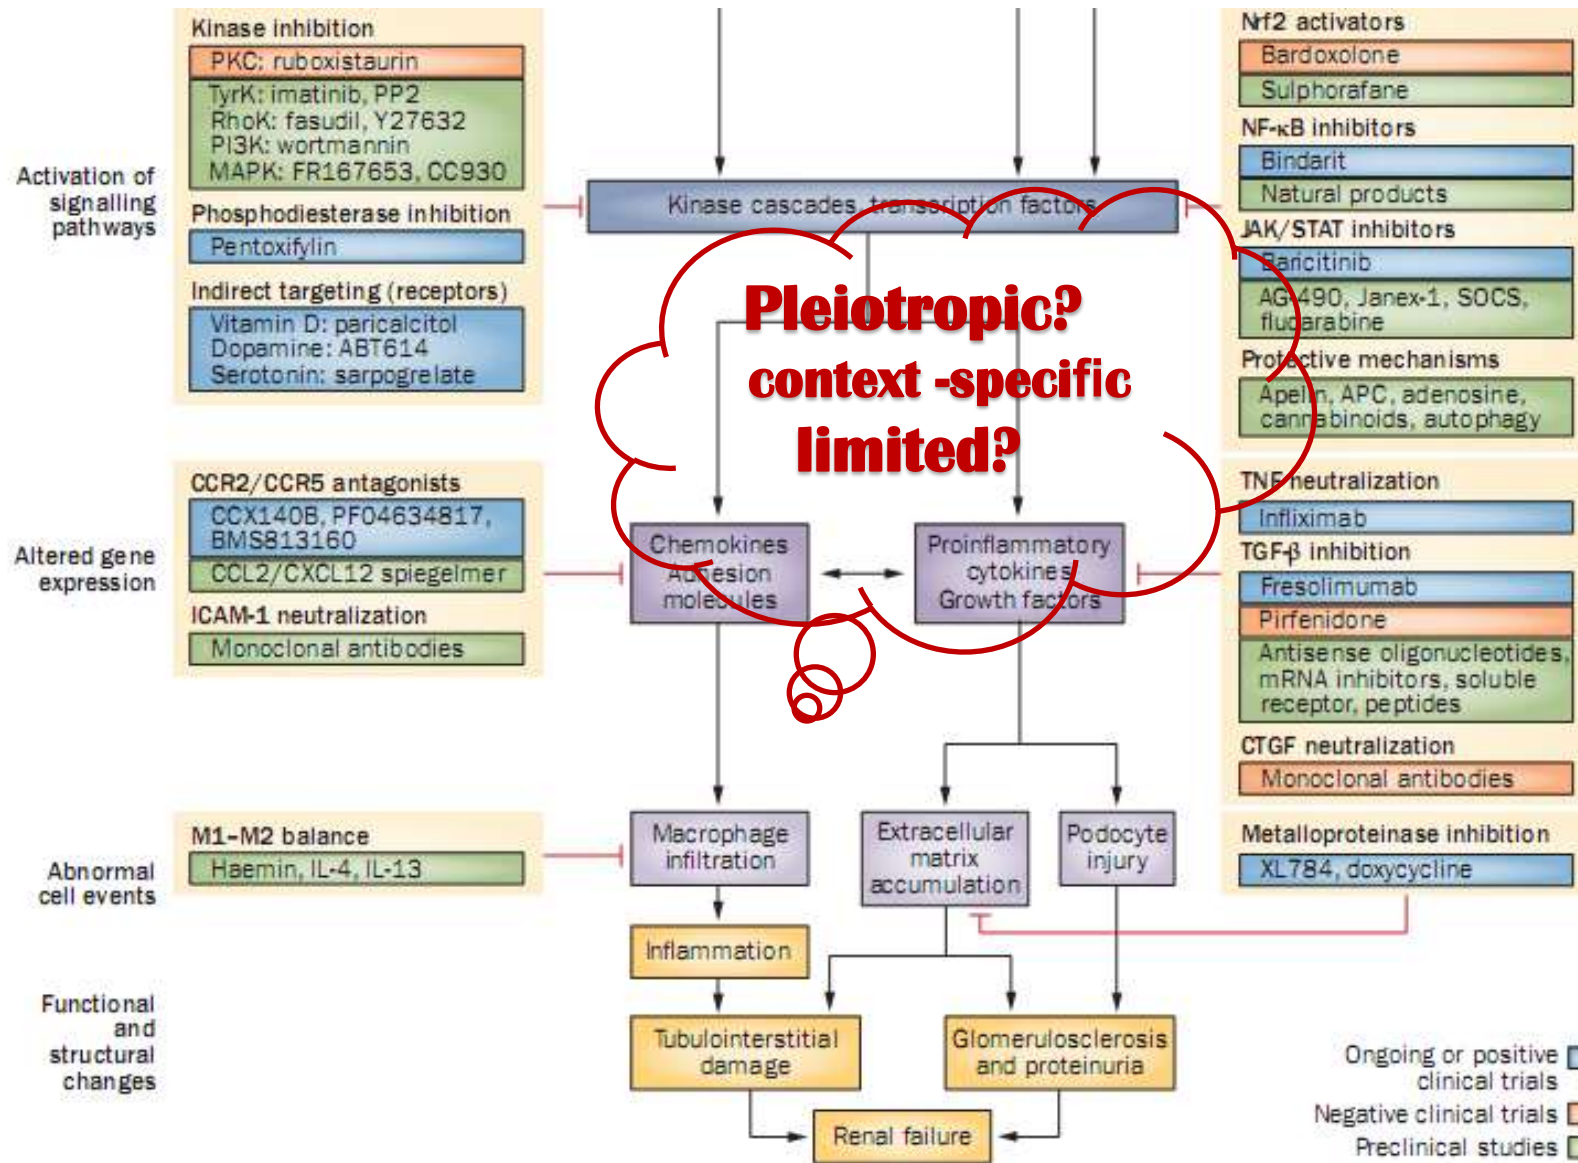 Kinase inhibition
PKC: ruboxistaurin
TyrK: imatinib, PP2
RhoK: fasudil, Y27632
PI3K: wortmannin
MAPK: FR167653, CC930
Activation of
signalling
pathways
Phosphodiesterase inhibition
Pentoxifylin
Indirect targeting (receptors)
Vitamin D: paricalcitol
Dopamine: ABT614
Serotonin: sarpogrelate
Kinase cascades, transcription factors
Nrf2 activators
Bardoxolone
Sulphorafane
NF-κB inhibitors
Bindarit
Natural products
JAK/STAT inhibitors
Baricitinib
AG-490, Janex-1, SOCS,
fludarabine
Protective mechanisms
Apelin, APC, adenosine,
cannabinoids, autophagy
Pleiotropic?
context -specific
limited?
Altered gene
expression
CCR2/CCR5 antagonists
CCX140B, PF04634817,
BMS813160
CCL2/CXCL12 spiegelmer
ICAM-1 neutralization
Monoclonal antibodies
Chemokines
Adhesion
molecules
Proinflammatory
cytokines
Growth factors
TNF neutralization
Infliximab
TGF-β inhibition
Fresolimumab
Pirfenidone
Antisense oligonucleotides,
mRNA inhibitors, soluble
receptor, peptides
CTGF neutralization
Monoclonal antibodies
Abnormal
cell events
M1–M2 balance
Haemin, IL-4, IL-13
Macrophage
infiltration
Extracellular
matrix
accumulation
Podocyte
injury
Metalloproteinase inhibition
XL784, doxycycline
Functional
and
structural
changes
Inflammation
Tubulointerstitial
damage
Glomerulosclerosis
and proteinuria
Renal failure
Ongoing or positive
clinical trials
Negative clinical trials
Preclinical studies